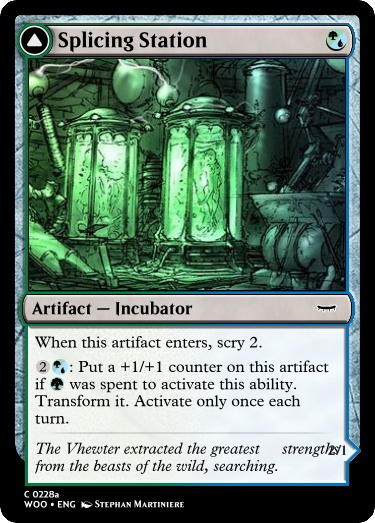 Splicing Station
Artifact — Incubator
When this artifact enters, scry 2.
2 : Put a +1/+1 counter on this artifact
if was spent to activate this ability.
Transform it. Activate only once each
turn.
The Vhewter extracted the greatest strengths
from the beasts of the wild, searching.
2/1
C 0228a
WOO • ENG Stephan Martiniere